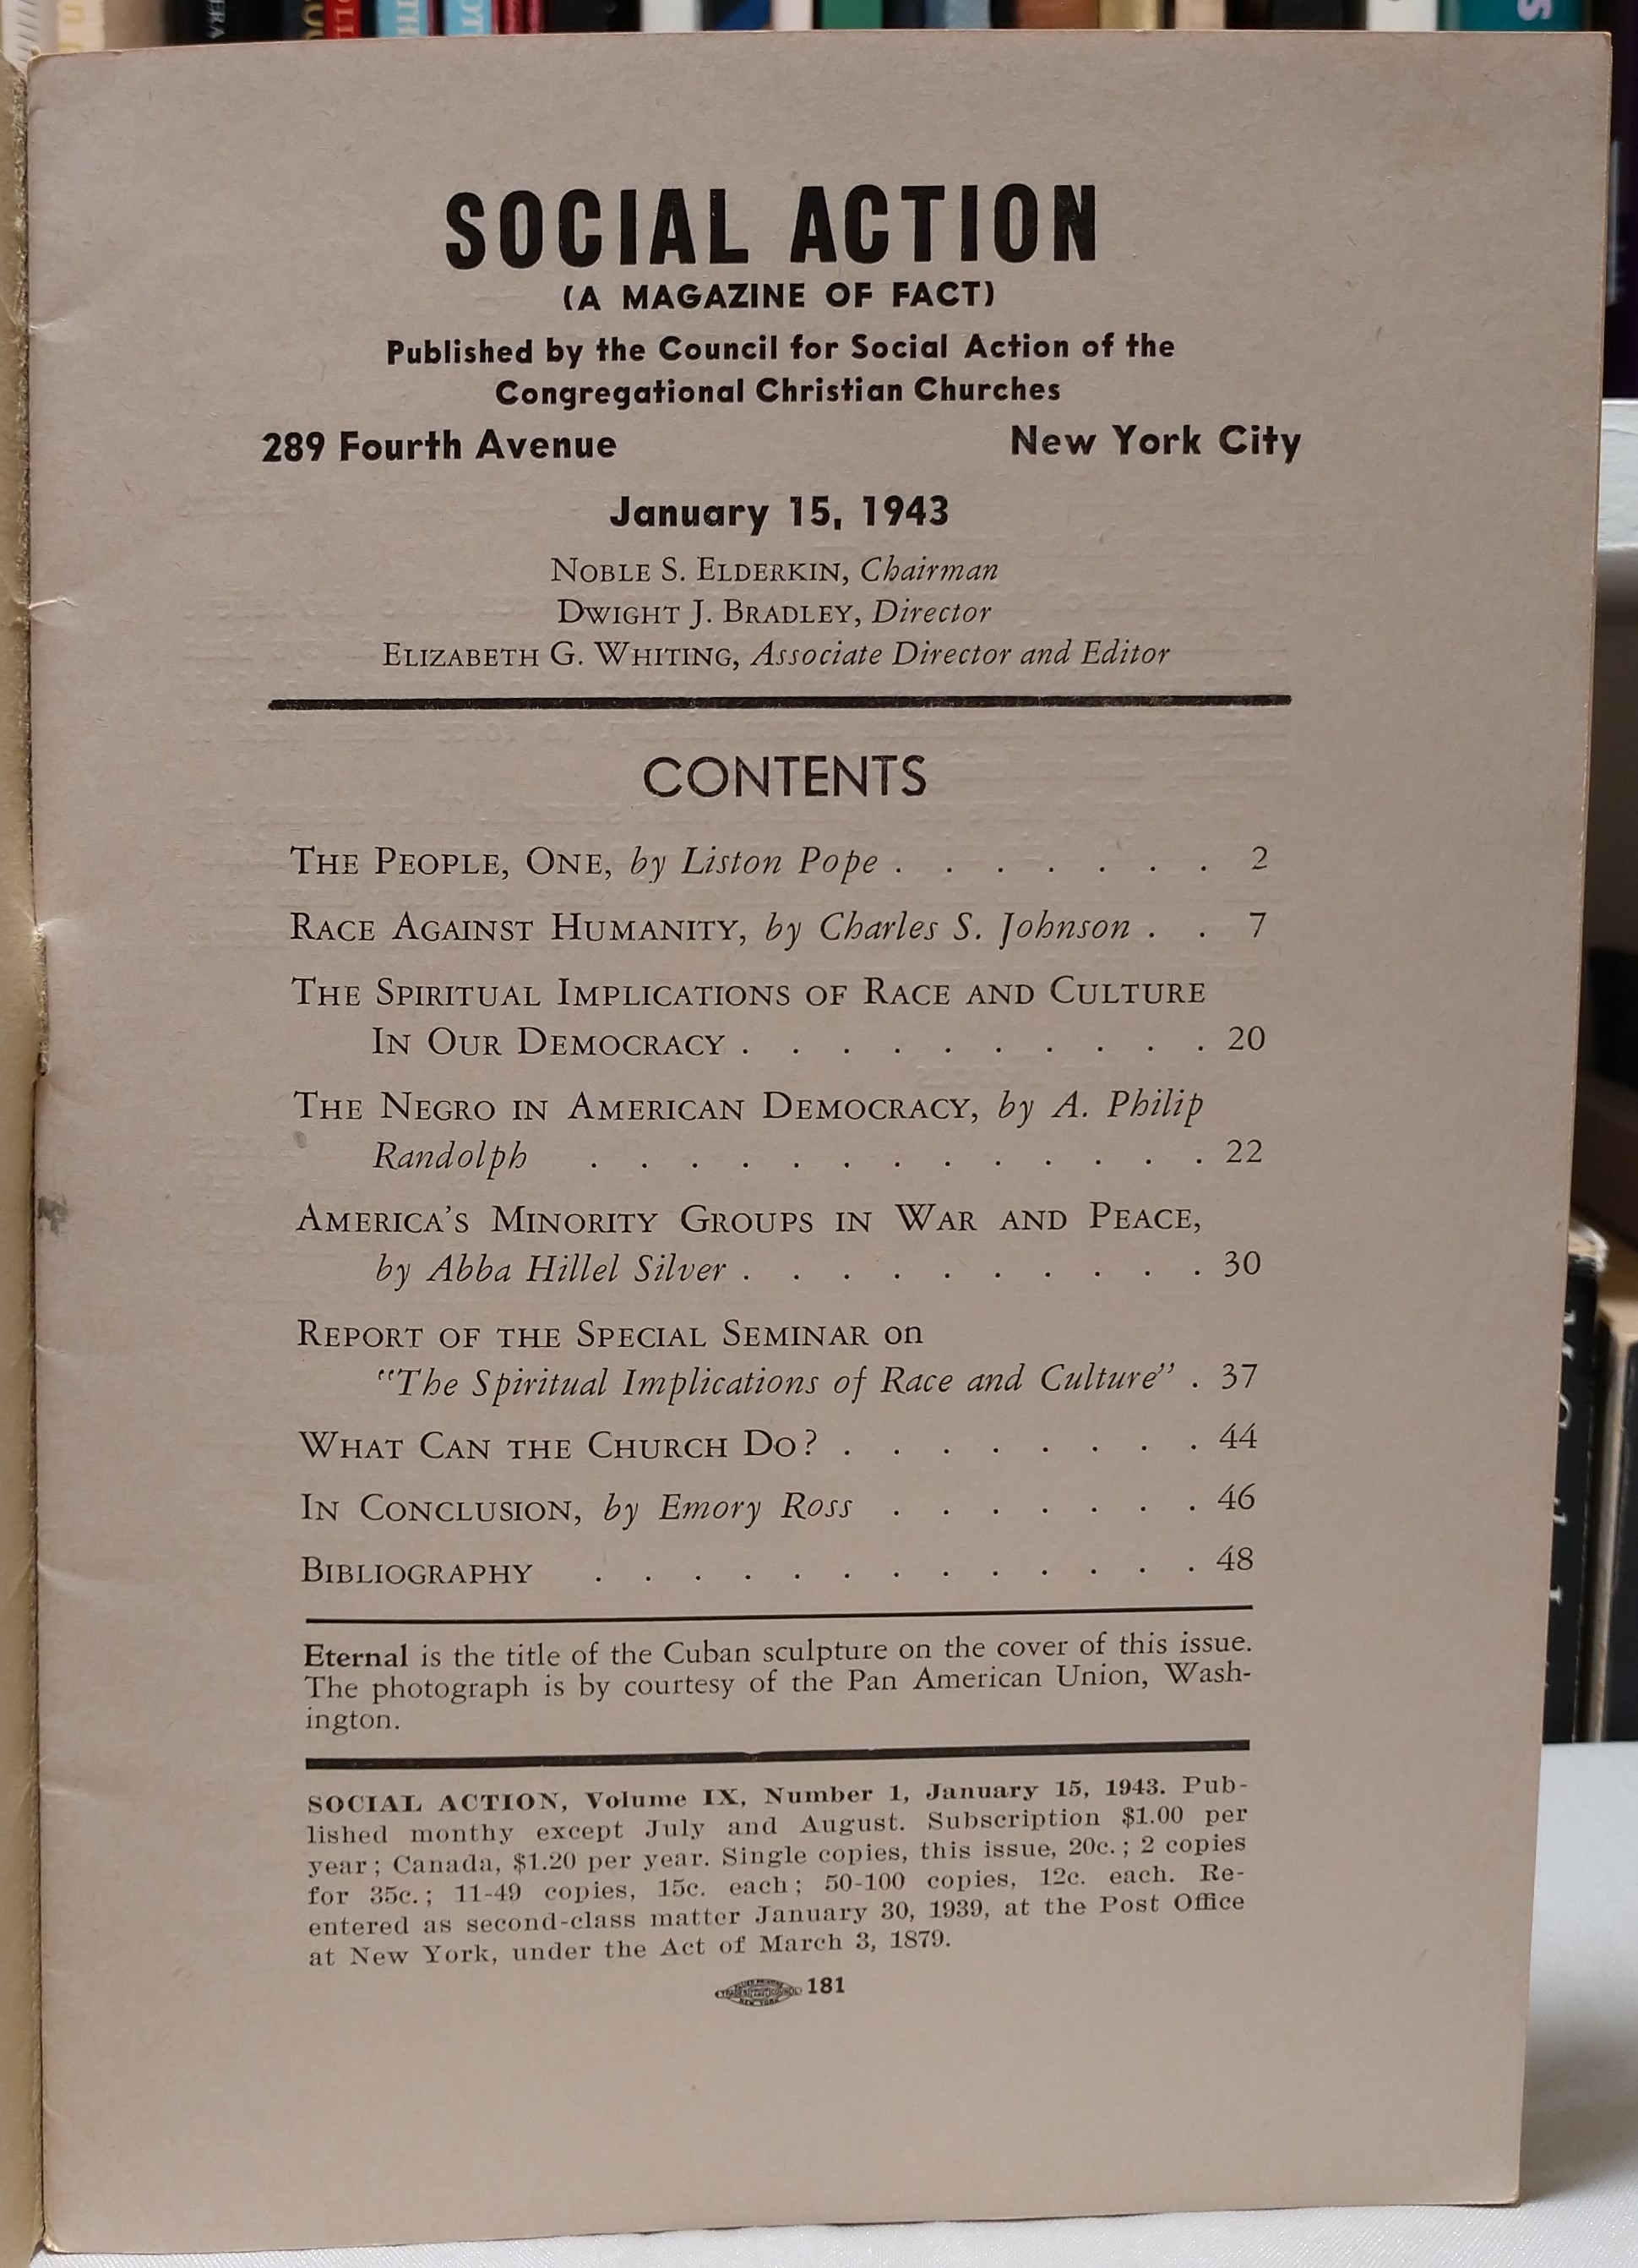 SOCIAL ACTION
(A MAGAZINE OF FACT)
Published by the Council for Social Action of the
Congregational Christian Churches
289 Fourth Avenue New York City
January 15, 1943
NOBLE S. ELDERKIN, Chairman
DWIGHT J. BRADLEY, Director
ELIZABETH G. WHITING, Associate Director and Editor
CONTENTS
THE PEOPLE, ONE, by Liston Pope . . . . . . . 2
RACE AGAINST HUMANITY, by Charles S. Johnson . . 7
THE SPIRITUAL IMPLICATIONS OF RACE AND CULTURE
IN OUR DEMOCRACY . . . . . . . . . . 20
THE NEGRO IN AMERICAN DEMOCRACY, by A. Philip
Randolph . . . . . . . . . . . . . 22
AMERICA'S MINORITY GROUPS IN WAR AND PEACE,
by Abba Hillel Silver . . . . . . . . . . 30
REPORT OF THE SPECIAL SEMINAR on
"The Spiritual Implications of Race and Culture" . 37
WHAT CAN THE CHURCH DO? . . . . . . . . 44
IN CONCLUSION, by Emory Ross . . . . . . . 46
BIBLIOGRAPHY . . . . . . . . . . . . . 48
Eternal is the title of the Cuban sculpture on the cover of this issue.
The photograph is by courtesy of the Pan American Union, Wash-
ington.
SOCIAL ACTION, Volume IX, Number 1, January 15, 1943. Pub-
lished monthy except July and August. Subscription $1.00 per
year; Canada, $1.20 per year. Single copies, this issue, 20c.; 2 copies
for 35c.; 11-49 copies, 15c. each; 50-100 copies, 12c. each. Re-
entered as second-class matter January 30, 1939, at the Post Office
at New York, under the Act of March 3, 1879.
181